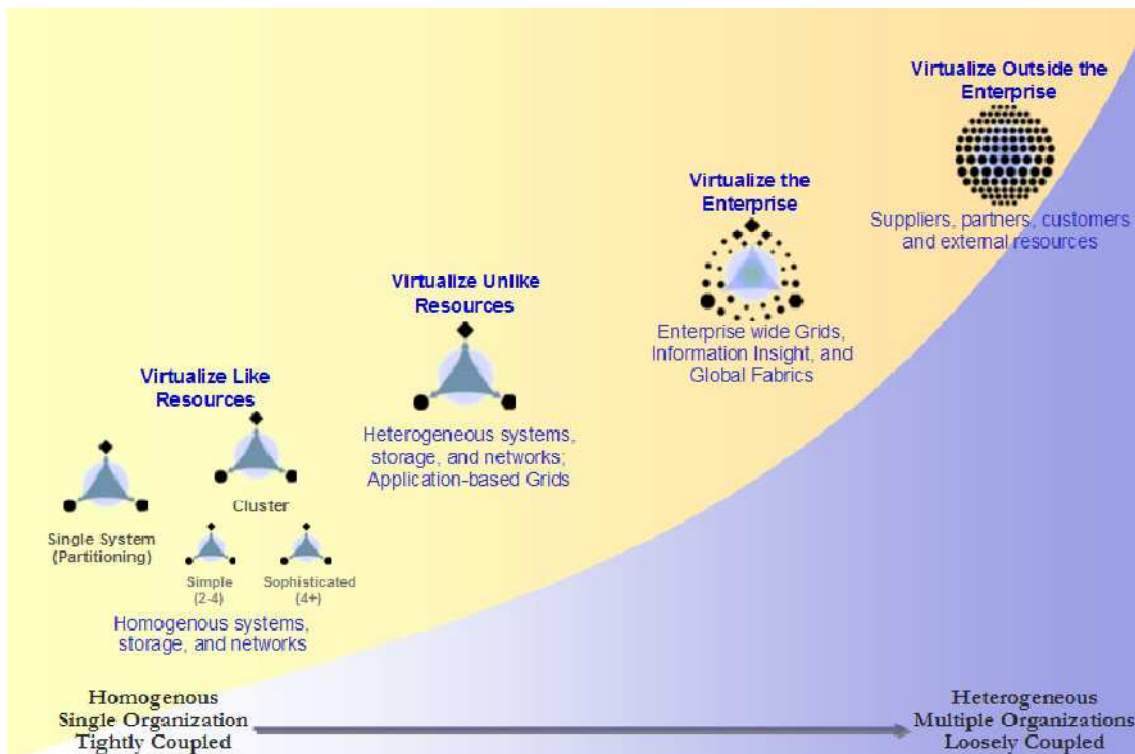 Virtualize Outside the
Enterprise
Suppliers, partners, customers
and external resources
Virtualize the
Enterprise
Enterprise wide Grids,
Information Insight, and
Global Fabrics
Virtualize Unlike
Resources
Heterogeneous systems,
storage, and networks;
Application-based Grids
Virtualize Like
Resources
Single System
(Partitioning)
Cluster
Simple
(2-4)
Sophisticated
(4+)
Homogenous systems,
storage, and networks
Homogenous
Single Organization
Tightly Coupled
Heterogeneous
Multiple Organizations
Loosely Coupled